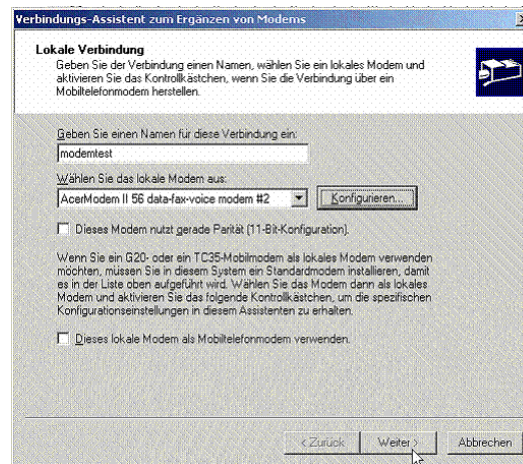 Verbindungs-Assistent zum Ergänzen von Modems
Lokale Verbindung
Geben Sie der Verbindung einen Namen, wählen Sie ein lokales Modem und
aktivieren Sie das Kontrollkästchen, wenn Sie die Verbindung über ein
Mobiltelefonmodem herstellen.
Geben Sie einen Namen für diese Verbindung ein:
modemtest
Wählen Sie das lokale Modem aus:
AcerModem II 56 data-fax-voice modem #2
Konfigurieren...
Dieses Modem nutzt gerade Parität (11-Bit-Konfiguration).
Wenn Sie ein G20- oder ein TC35-Mobilmodem als lokales Modem verwenden
möchten, müssen Sie in diesem System ein Standardmodem installieren, damit
es in der Liste oben aufgeführt wird. Wählen Sie das Modem dann als lokales
Modem und aktivieren Sie das folgende Kontrollkästchen, um die spezifischen
Konfigurationseinstellungen in diesem Assistenten zu erhalten.
Dieses lokale Modem als Mobiltelefonmodem verwenden.
< Zurück Weiter > Abbrechen